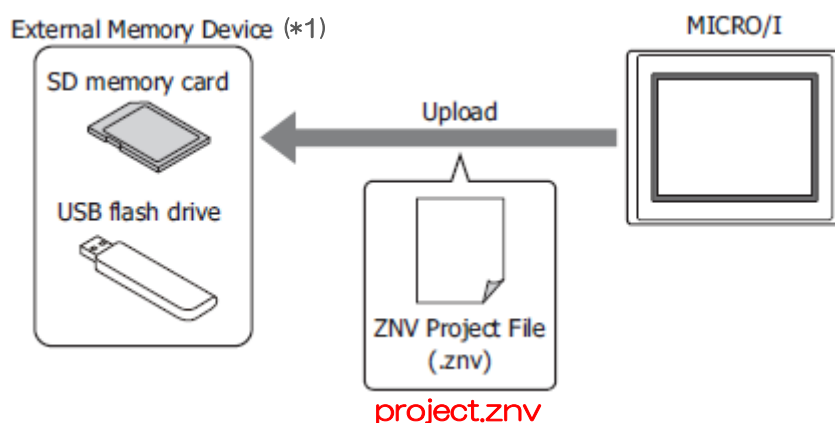 External Memory Device (*1)
SD memory card
USB flash drive
Upload
ZNV Project File
(.znv)
project.znv
MICRO/I